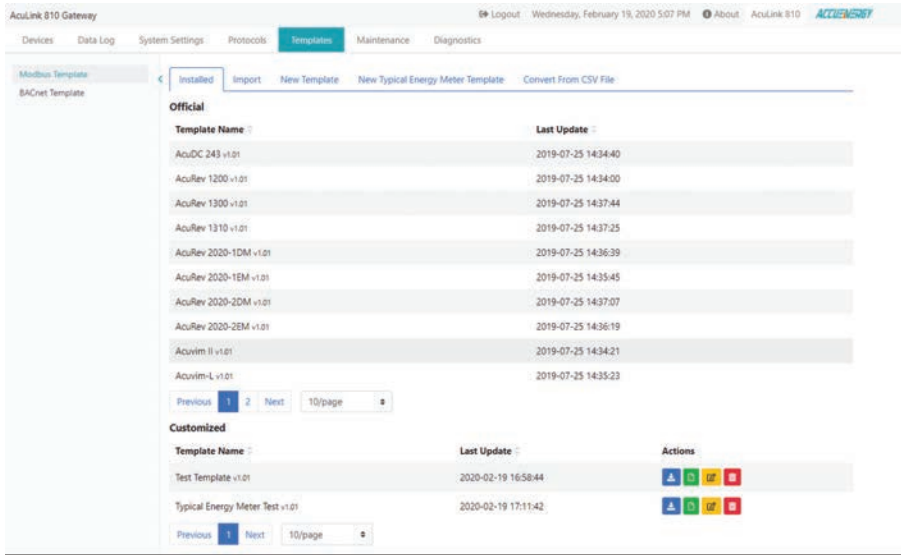 AcuLink 810 Gateway
Logout Wednesday, February 19, 2020 5:07 PM About AcuLink 810 ACCUENERGY
Devices Data Log System Settings Protocols Templates Maintenance Diagnostics
Modbus Template
BACnet Template
Installed Import New Template New Typical Energy Meter Template Convert From CSV File
Official
Template Name Last Update
AcuDC 243 v1.01 2019-07-25 14:34:40
AcuRev 1200 v1.01 2019-07-25 14:34:00
AcuRev 1300 v1.01 2019-07-25 14:37:44
AcuRev 1310 v1.01 2019-07-25 14:37:25
AcuRev 2020-1DM v1.01 2019-07-25 14:36:39
AcuRev 2020-1EM v1.01 2019-07-25 14:35:45
AcuRev 2020-2DM v1.01 2019-07-25 14:37:07
AcuRev 2020-2EM v1.01 2019-07-25 14:36:19
Acuvim II v1.01 2019-07-25 14:34:21
Acuvim-L v1.01 2019-07-25 14:35:23
Previous 1 2 Next 10/page
Customized
Template Name Last Update Actions
Test Template v1.01 2020-02-19 16:58:44
Typical Energy Meter Test v1.01 2020-02-19 17:11:42
Previous 1 Next 10/page